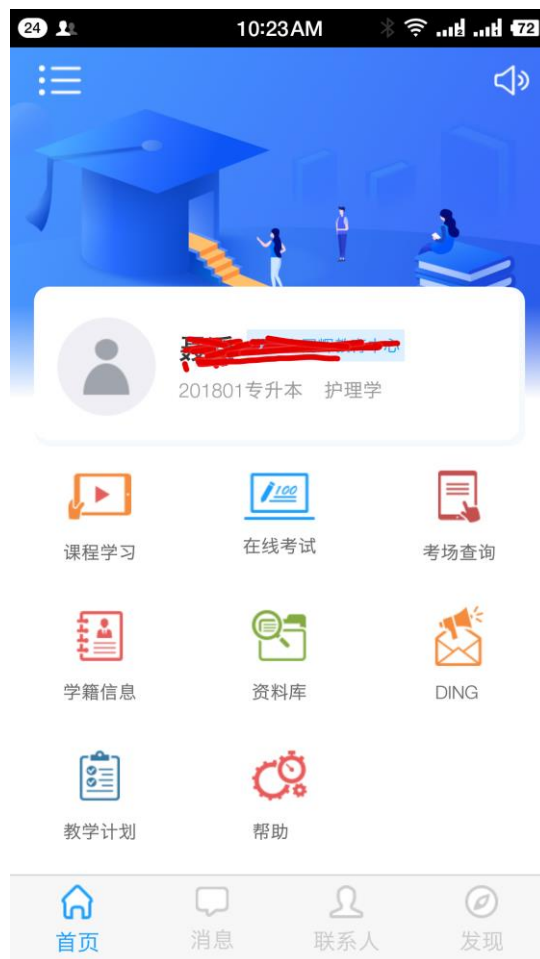 24 10:23AM 72
201801专升本 护理学
课程学习 在线考试 考场查询
100
学籍信息 资料库 DING
教学计划 帮助
首页 消息 联系人 发现